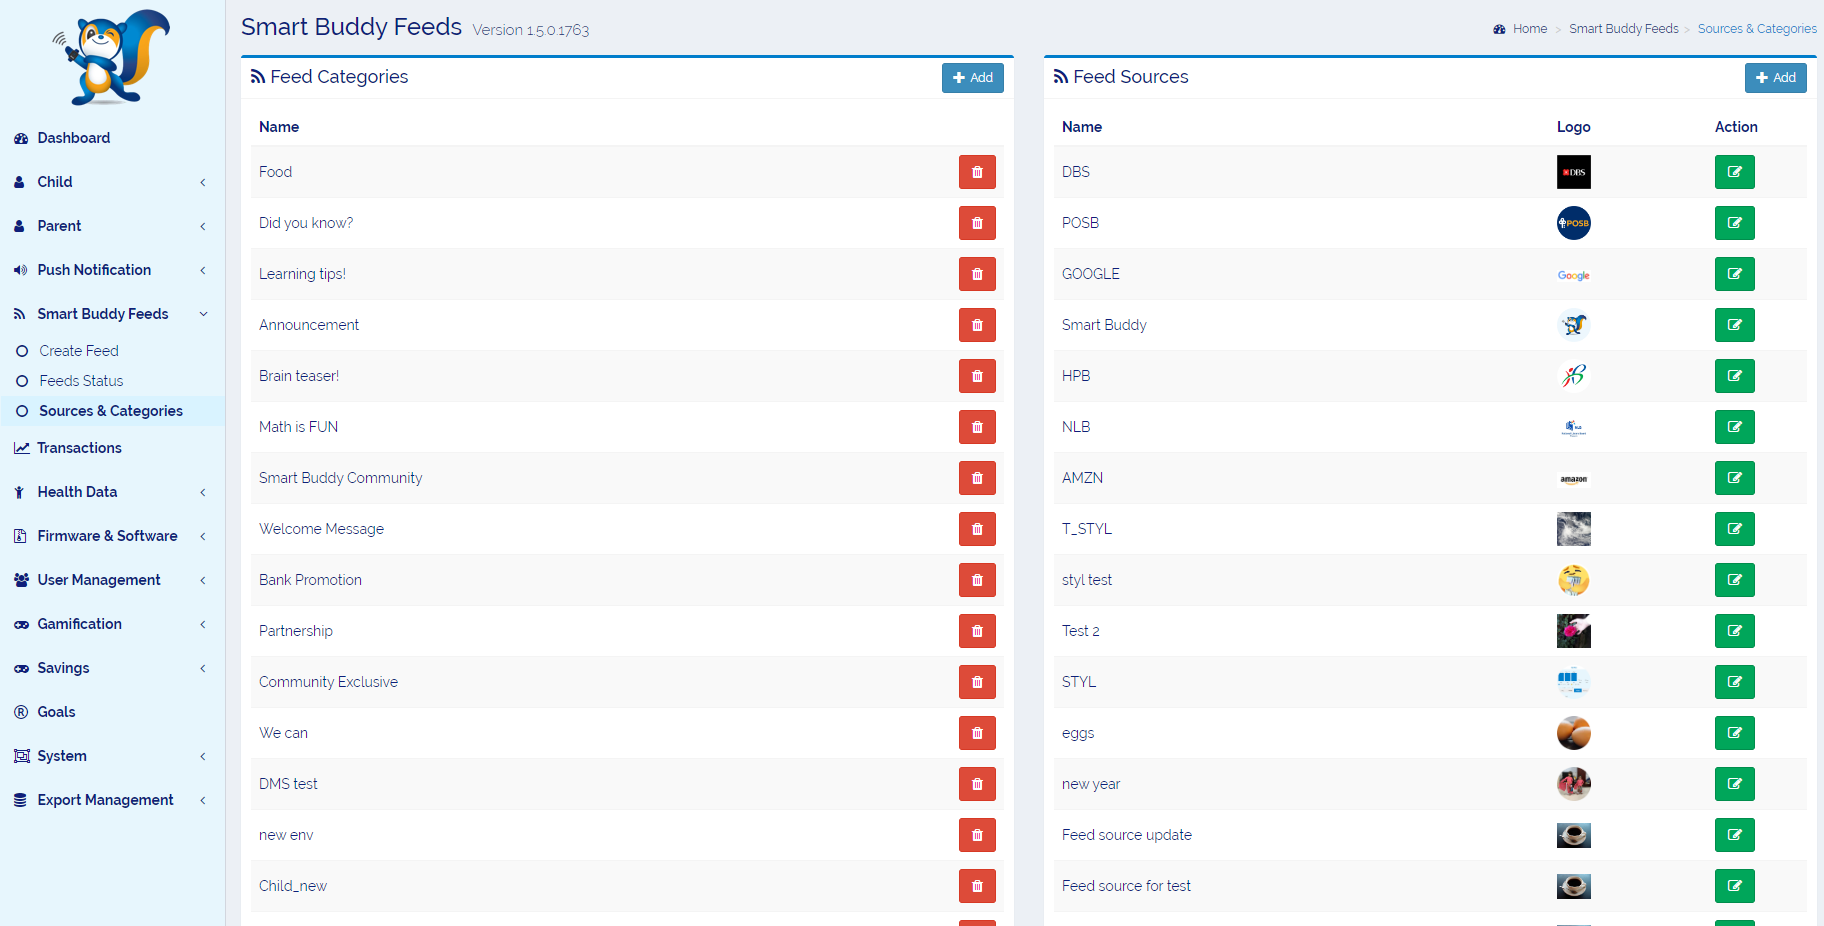 Smart Buddy Feeds Version 1.5.0.1763
Home > Smart Buddy Feeds > Sources & Categories
Dashboard
Child
Parent
Push Notification
Smart Buddy Feeds
Create Feed
Feeds Status
Sources & Categories
Transactions
Health Data
Firmware & Software
User Management
Gamification
Savings
Goals
System
Export Management
Feed Categories
Add
Name
Food
Did you know?
Learning tips!
Announcement
Brain teaser!
Math is FUN
Smart Buddy Community
Welcome Message
Bank Promotion
Partnership
Community Exclusive
We can
DMS test
new env
Child_new
Feed Sources
Add
Name Logo Action
DBS DBS
POSB POSB
GOOGLE Google
Smart Buddy
HPB
NLB
AMZN amazon
T_STYL
styl test
Test 2
STYL
eggs
new year
Feed source update
Feed source for test